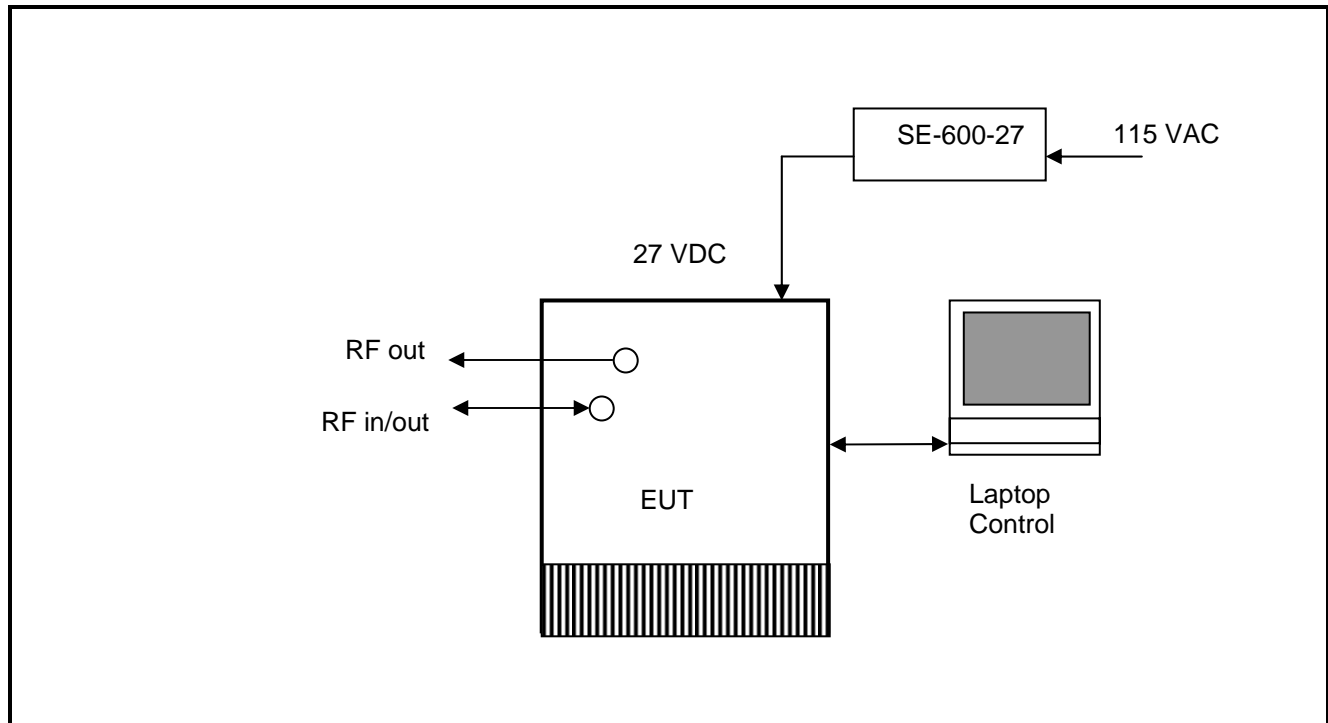 SE-600-27
115 VAC
27 VDC
RF out
RF in/out
EUT
Laptop
Control